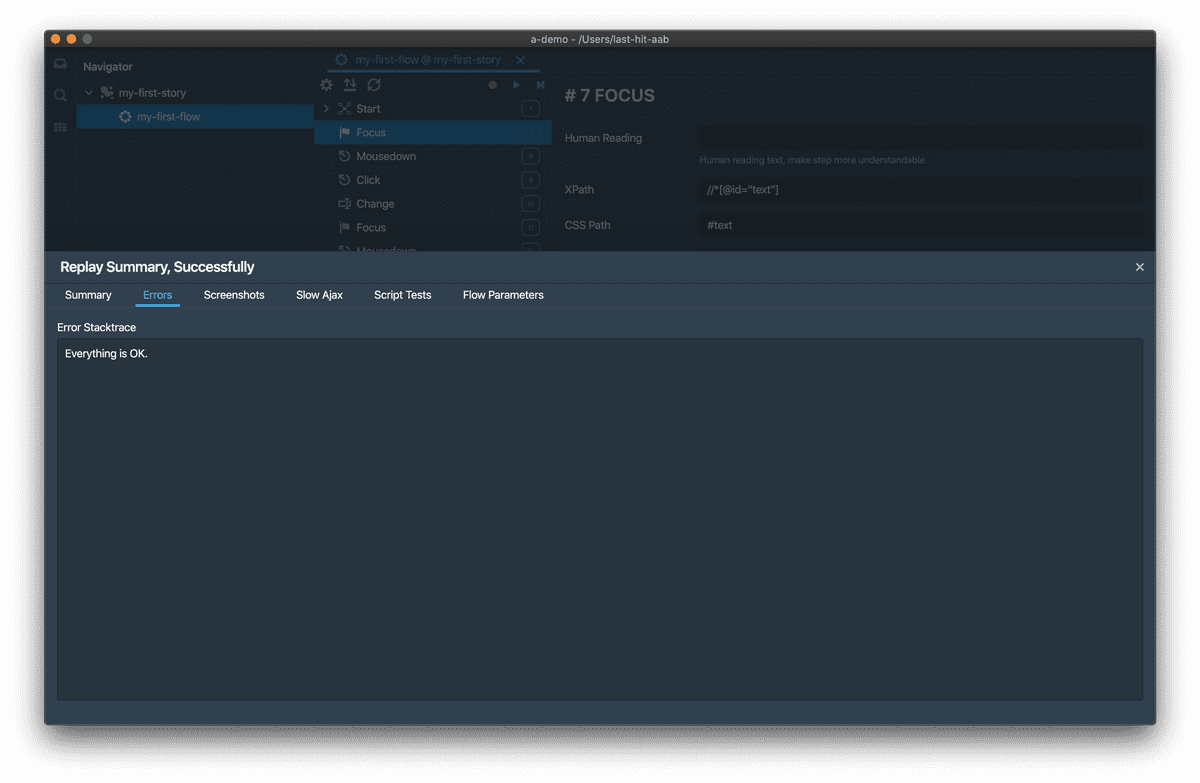 a-demo - /Users/last-hit-aab
Navigator
my-first-story
my-first-flow
my-first-flow @ my-first-story
Start
Focus
Mousedown
Click
Change
Focus
Mousedown
# 7 FOCUS
Human Reading
Human reading text, make step more understandable.
XPath //*[@id="text"]
CSS Path #text
Replay Summary, Successfully
Summary Errors Screenshots Slow Ajax Script Tests Flow Parameters
Error Stacktrace
Everything is OK.